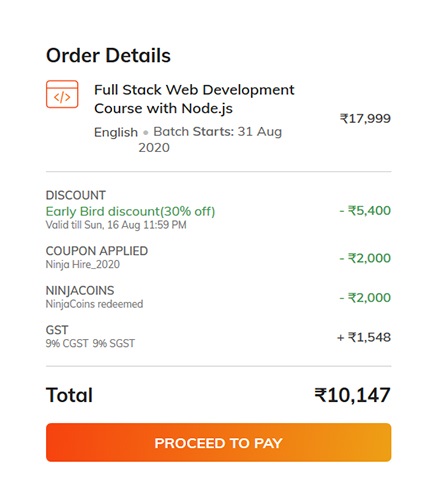 Order Details
</>
Full Stack Web Development
Course with Node.js
₹17,999
English • Batch Starts: 31 Aug
2020
DISCOUNT
Early Bird discount(30% off)
- ₹5,400
Valid till Sun, 16 Aug 11:59 PM
COUPON APPLIED
- ₹2,000
Ninja Hire_2020
NINJACOINS
- ₹2,000
NinjaCoins redeemed
GST
+ ₹1,548
9% CGST 9% SGST
Total ₹10,147
PROCEED TO PAY